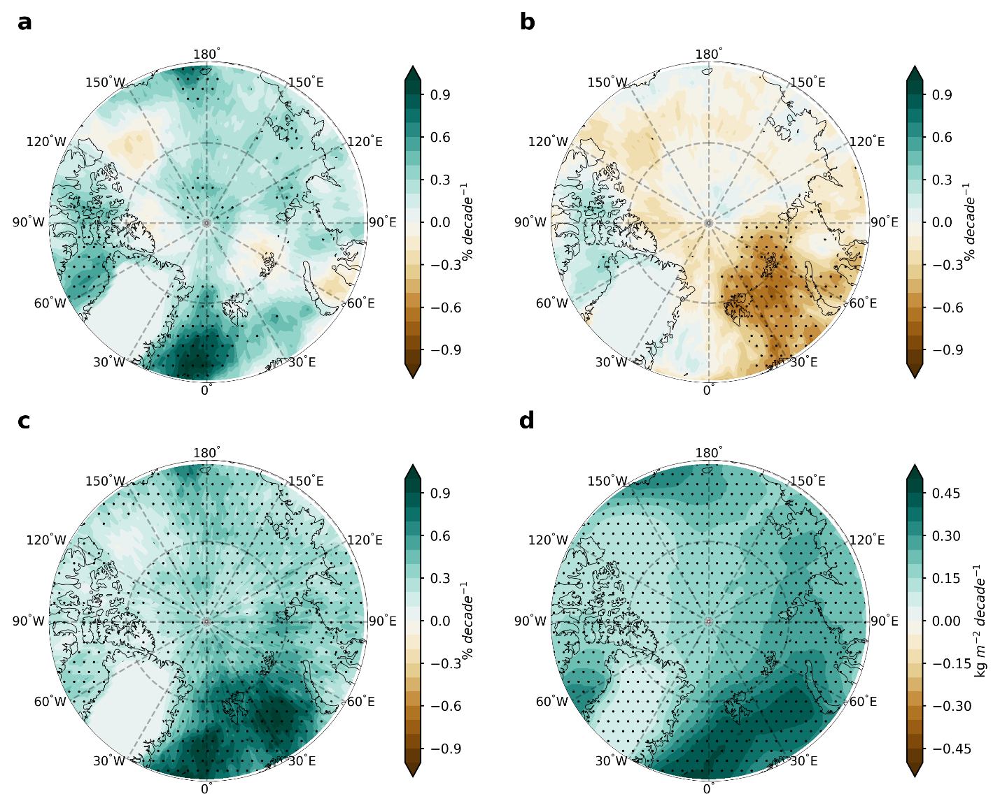 a
180°
150°W
150°E
120°W
120°E
90°W
90°E
60°W
60°E
30°W
30°E
0°
0.9
0.6
0.3
0.0
−0.3
−0.6
−0.9
% decade⁻¹
b
180°
150°W
150°E
120°W
120°E
90°W
90°E
60°W
60°E
30°W
30°E
0°
0.9
0.6
0.3
0.0
−0.3
−0.6
−0.9
% decade⁻¹
c
180°
150°W
150°E
120°W
120°E
90°W
90°E
60°W
60°E
30°W
30°E
0°
0.9
0.6
0.3
0.0
−0.3
−0.6
−0.9
% decade⁻¹
d
180°
150°W
150°E
120°W
120°E
90°W
90°E
60°W
60°E
30°W
30°E
0°
0.45
0.30
0.15
0.00
−0.15
−0.30
−0.45
kg m⁻² decade⁻¹